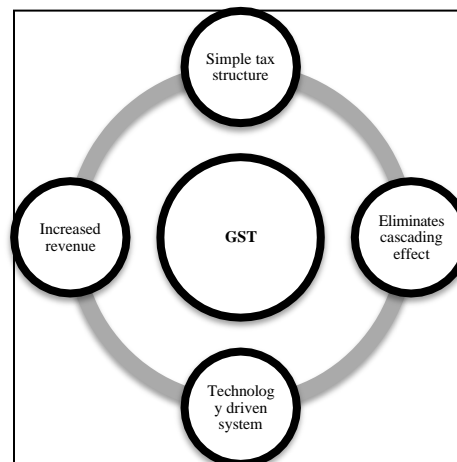 Simple tax
structure
Increased
revenue
GST
Eliminates
cascading
effect
Technolog
y driven
system